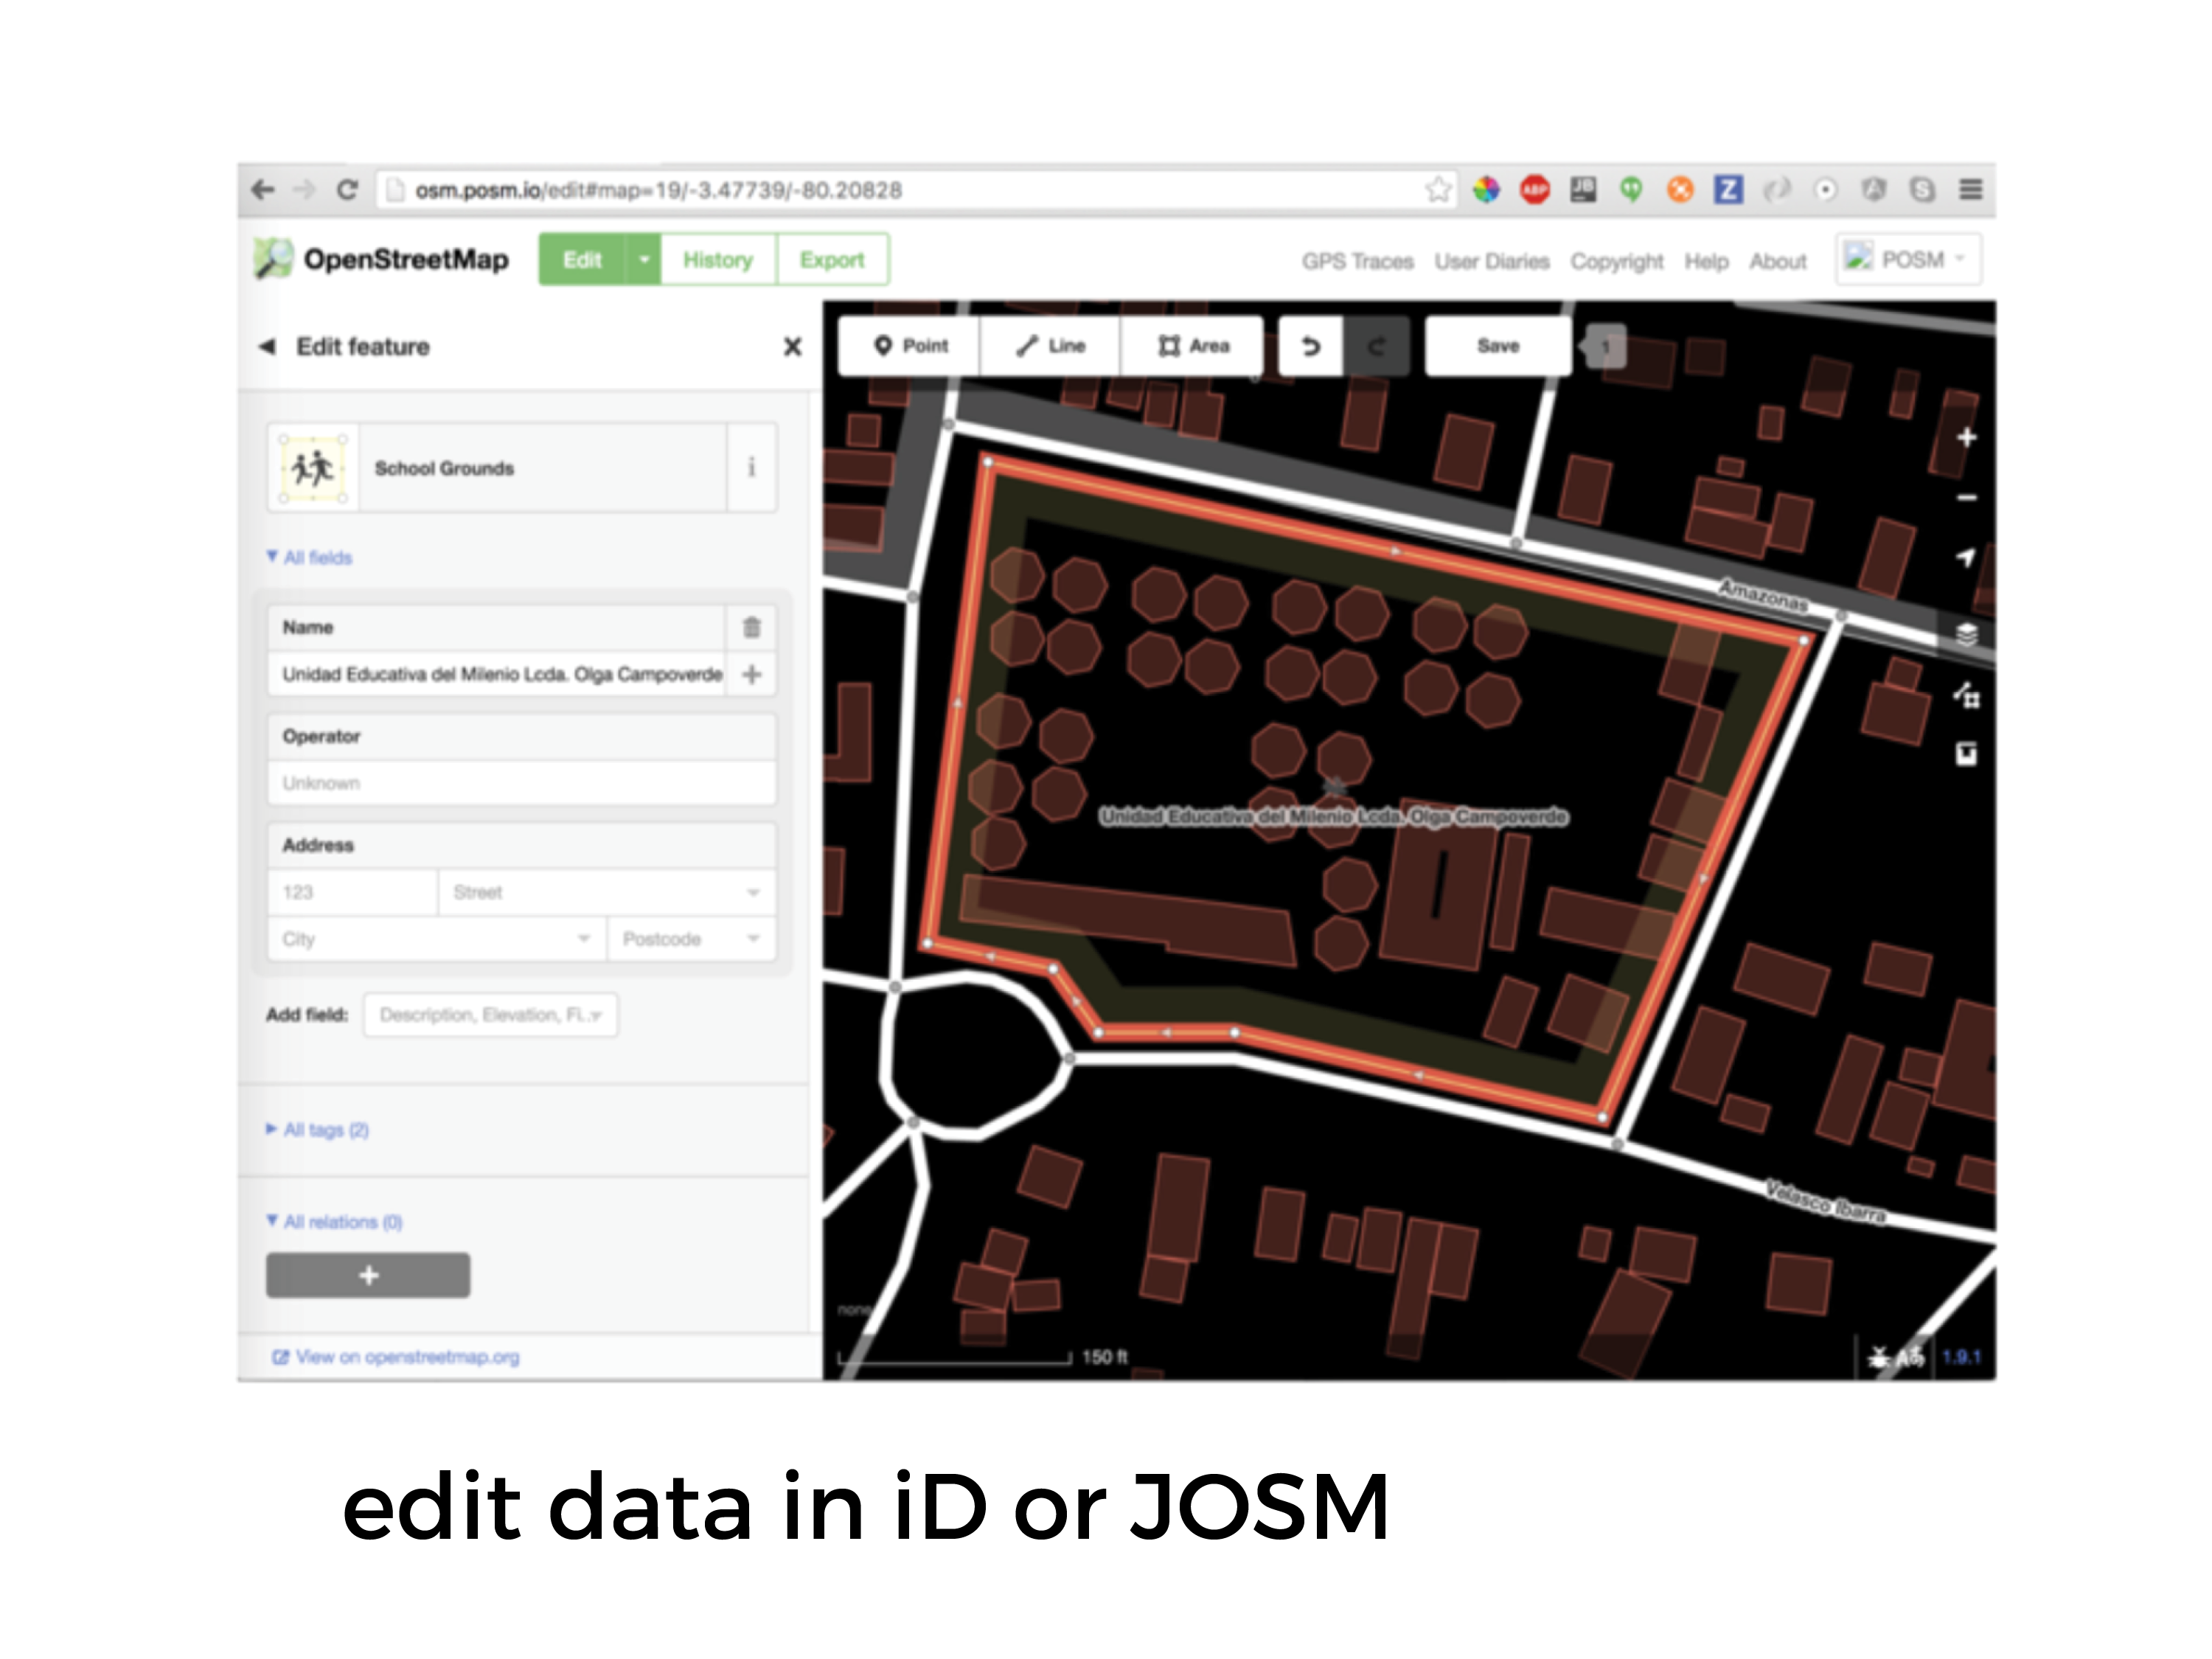 osm.posm.io/edit#map=19/-3.47739/-80.20828
ABP
JB
Z
S
OpenStreetMap
Edit
History
Export
GPS Traces
User Diaries
Copyright
Help
About
POSM
Edit feature
Point
Line
Area
Save
1
School Grounds
i
All fields
Name
Unidad Educativa del Milenio Lcda. Olga Campoverde
Operator
Unknown
Address
123
Street
City
Postcode
Add field:
Description, Elevation, Fi..
All tags (2)
All relations (0)
+
View on openstreetmap.org
Amazonas
Unidad Educativa del Milenio Lcda. Olga Campoverde
Velasco Ibarra
none
150 ft
1.9.1
edit data in iD or JOSM